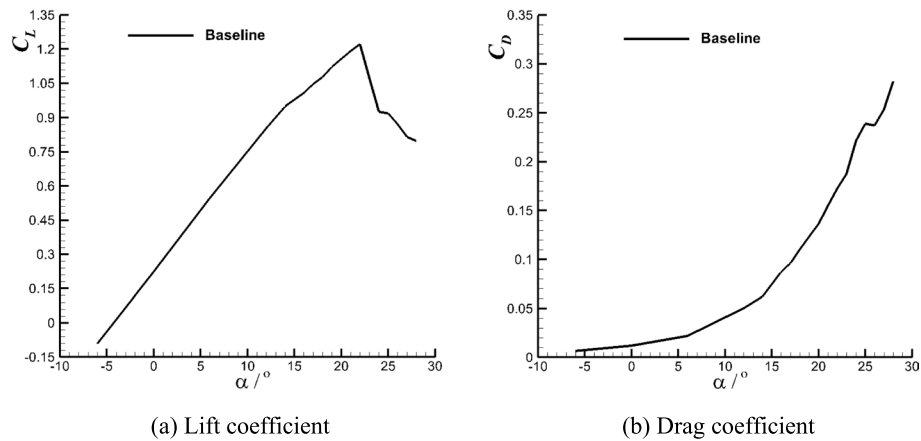 1.35
1.2
1.05
0.9
0.75
0.6
0.45
0.3
0.15
0
-0.15
C_L
Baseline
-10 -5 0 5 10 15 20 25 30
α / °
(a) Lift coefficient
0.35
0.3
0.25
0.2
0.15
0.1
0.05
0
C_D
Baseline
-10 -5 0 5 10 15 20 25 30
α / °
(b) Drag coefficient